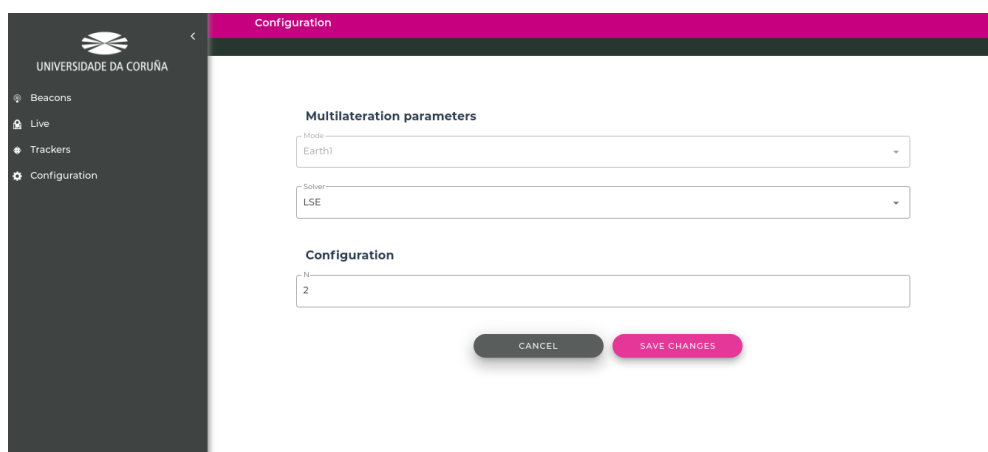 Configuration
UNIVERSIDADE DA CORUÑA
Beacons
Live
Trackers
Configuration
Multilateration parameters
Mode
Earth1
Solver
LSE
Configuration
N
2
CANCEL
SAVE CHANGES